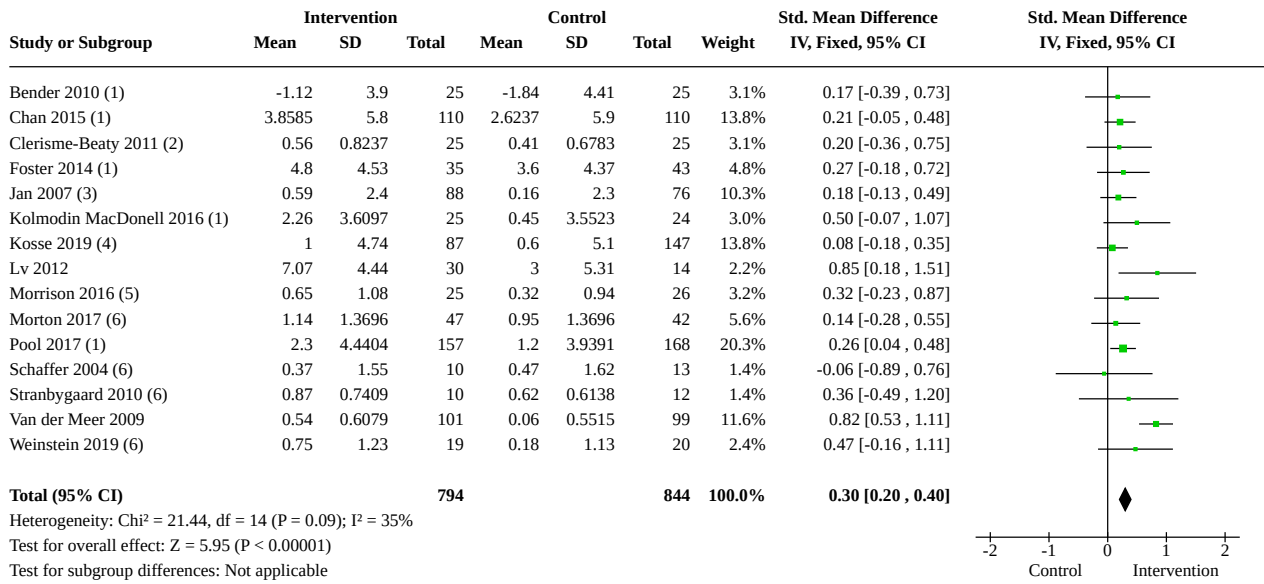 Intervention Control Std. Mean Difference Std. Mean Difference
Study or Subgroup Mean SD Total Mean SD Total Weight IV, Fixed, 95% CI IV, Fixed, 95% CI
Bender 2010 (1) -1.12 3.9 25 -1.84 4.41 25 3.1% 0.17 [-0.39 , 0.73]
Chan 2015 (1) 3.8585 5.8 110 2.6237 5.9 110 13.8% 0.21 [-0.05 , 0.48]
Clerisme-Beaty 2011 (2) 0.56 0.8237 25 0.41 0.6783 25 3.1% 0.20 [-0.36 , 0.75]
Foster 2014 (1) 4.8 4.53 35 3.6 4.37 43 4.8% 0.27 [-0.18 , 0.72]
Jan 2007 (3) 0.59 2.4 88 0.16 2.3 76 10.3% 0.18 [-0.13 , 0.49]
Kolmodin MacDonell 2016 (1) 2.26 3.6097 25 0.45 3.5523 24 3.0% 0.50 [-0.07 , 1.07]
Kosse 2019 (4) 1 4.74 87 0.6 5.1 147 13.8% 0.08 [-0.18 , 0.35]
Lv 2012 7.07 4.44 30 3 5.31 14 2.2% 0.85 [0.18 , 1.51]
Morrison 2016 (5) 0.65 1.08 25 0.32 0.94 26 3.2% 0.32 [-0.23 , 0.87]
Morton 2017 (6) 1.14 1.3696 47 0.95 1.3696 42 5.6% 0.14 [-0.28 , 0.55]
Pool 2017 (1) 2.3 4.4404 157 1.2 3.9391 168 20.3% 0.26 [0.04 , 0.48]
Schaffer 2004 (6) 0.37 1.55 10 0.47 1.62 13 1.4% -0.06 [-0.89 , 0.76]
Stranbygaard 2010 (6) 0.87 0.7409 10 0.62 0.6138 12 1.3% 0.36 [-0.49 , 1.20]
Van der Meer 2009 0.54 0.6079 101 0.06 0.5515 99 11.6% 0.82 [0.53 , 1.11]
Weinstein 2019 (6) 0.75 1.23 19 0.18 1.13 20 2.4% 0.47 [-0.16 , 1.11]
Total (95% CI) 794 844 100.0% 0.30 [0.20 , 0.40]
Heterogeneity: Chi² = 21.44, df = 14 (P = 0.09); I² = 35%
Test for overall effect: Z = 5.95 (P < 0.00001)
-2 -1 0 1 2
Test for subgroup differences: Not applicable
Control Intervention